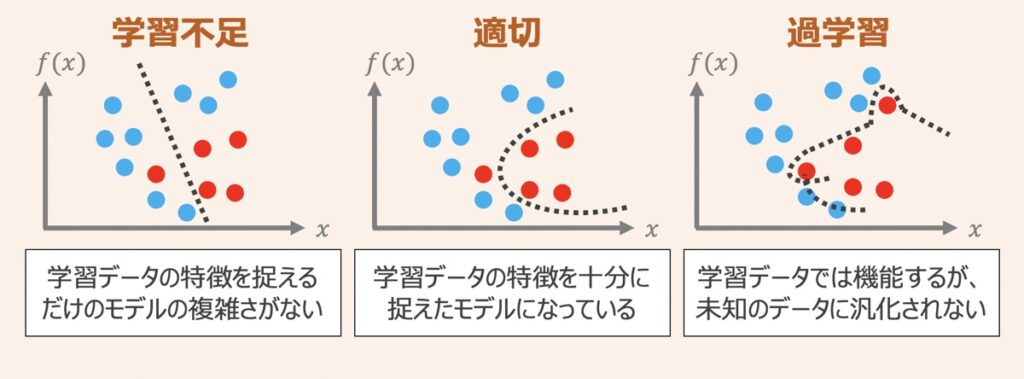 学習不足
適切
過学習
f(x)
x
f(x)
x
f(x)
x
学習データの特徴を捉える
だけのモデルの複雑さがない
学習データの特徴を十分に
捉えたモデルになっている
学習データでは機能するが、
未知のデータに汎化されない